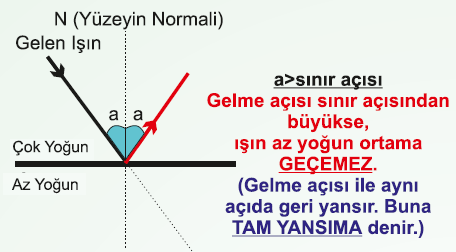 N (Yüzeyin Normali)
Gelen Işın
a a
Çok Yoğun
Az Yoğun
a>sınır açısı
Gelme açısı sınır açısından
büyükse,
ışın az yoğun ortama
GEÇEMEZ.
(Gelme açısı ile aynı
açıda geri yansır. Buna
TAM YANSIMA denir.)